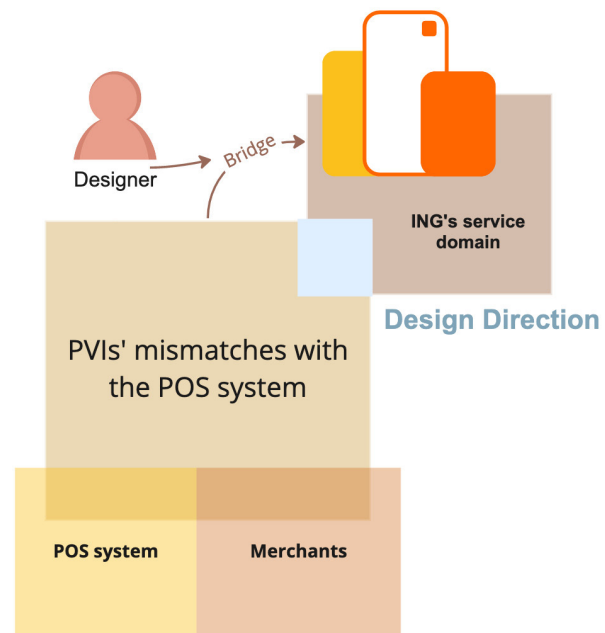 Bridge
Designer
ING's service
domain
Design Direction
PVIs' mismatches with
the POS system
POS system
Merchants